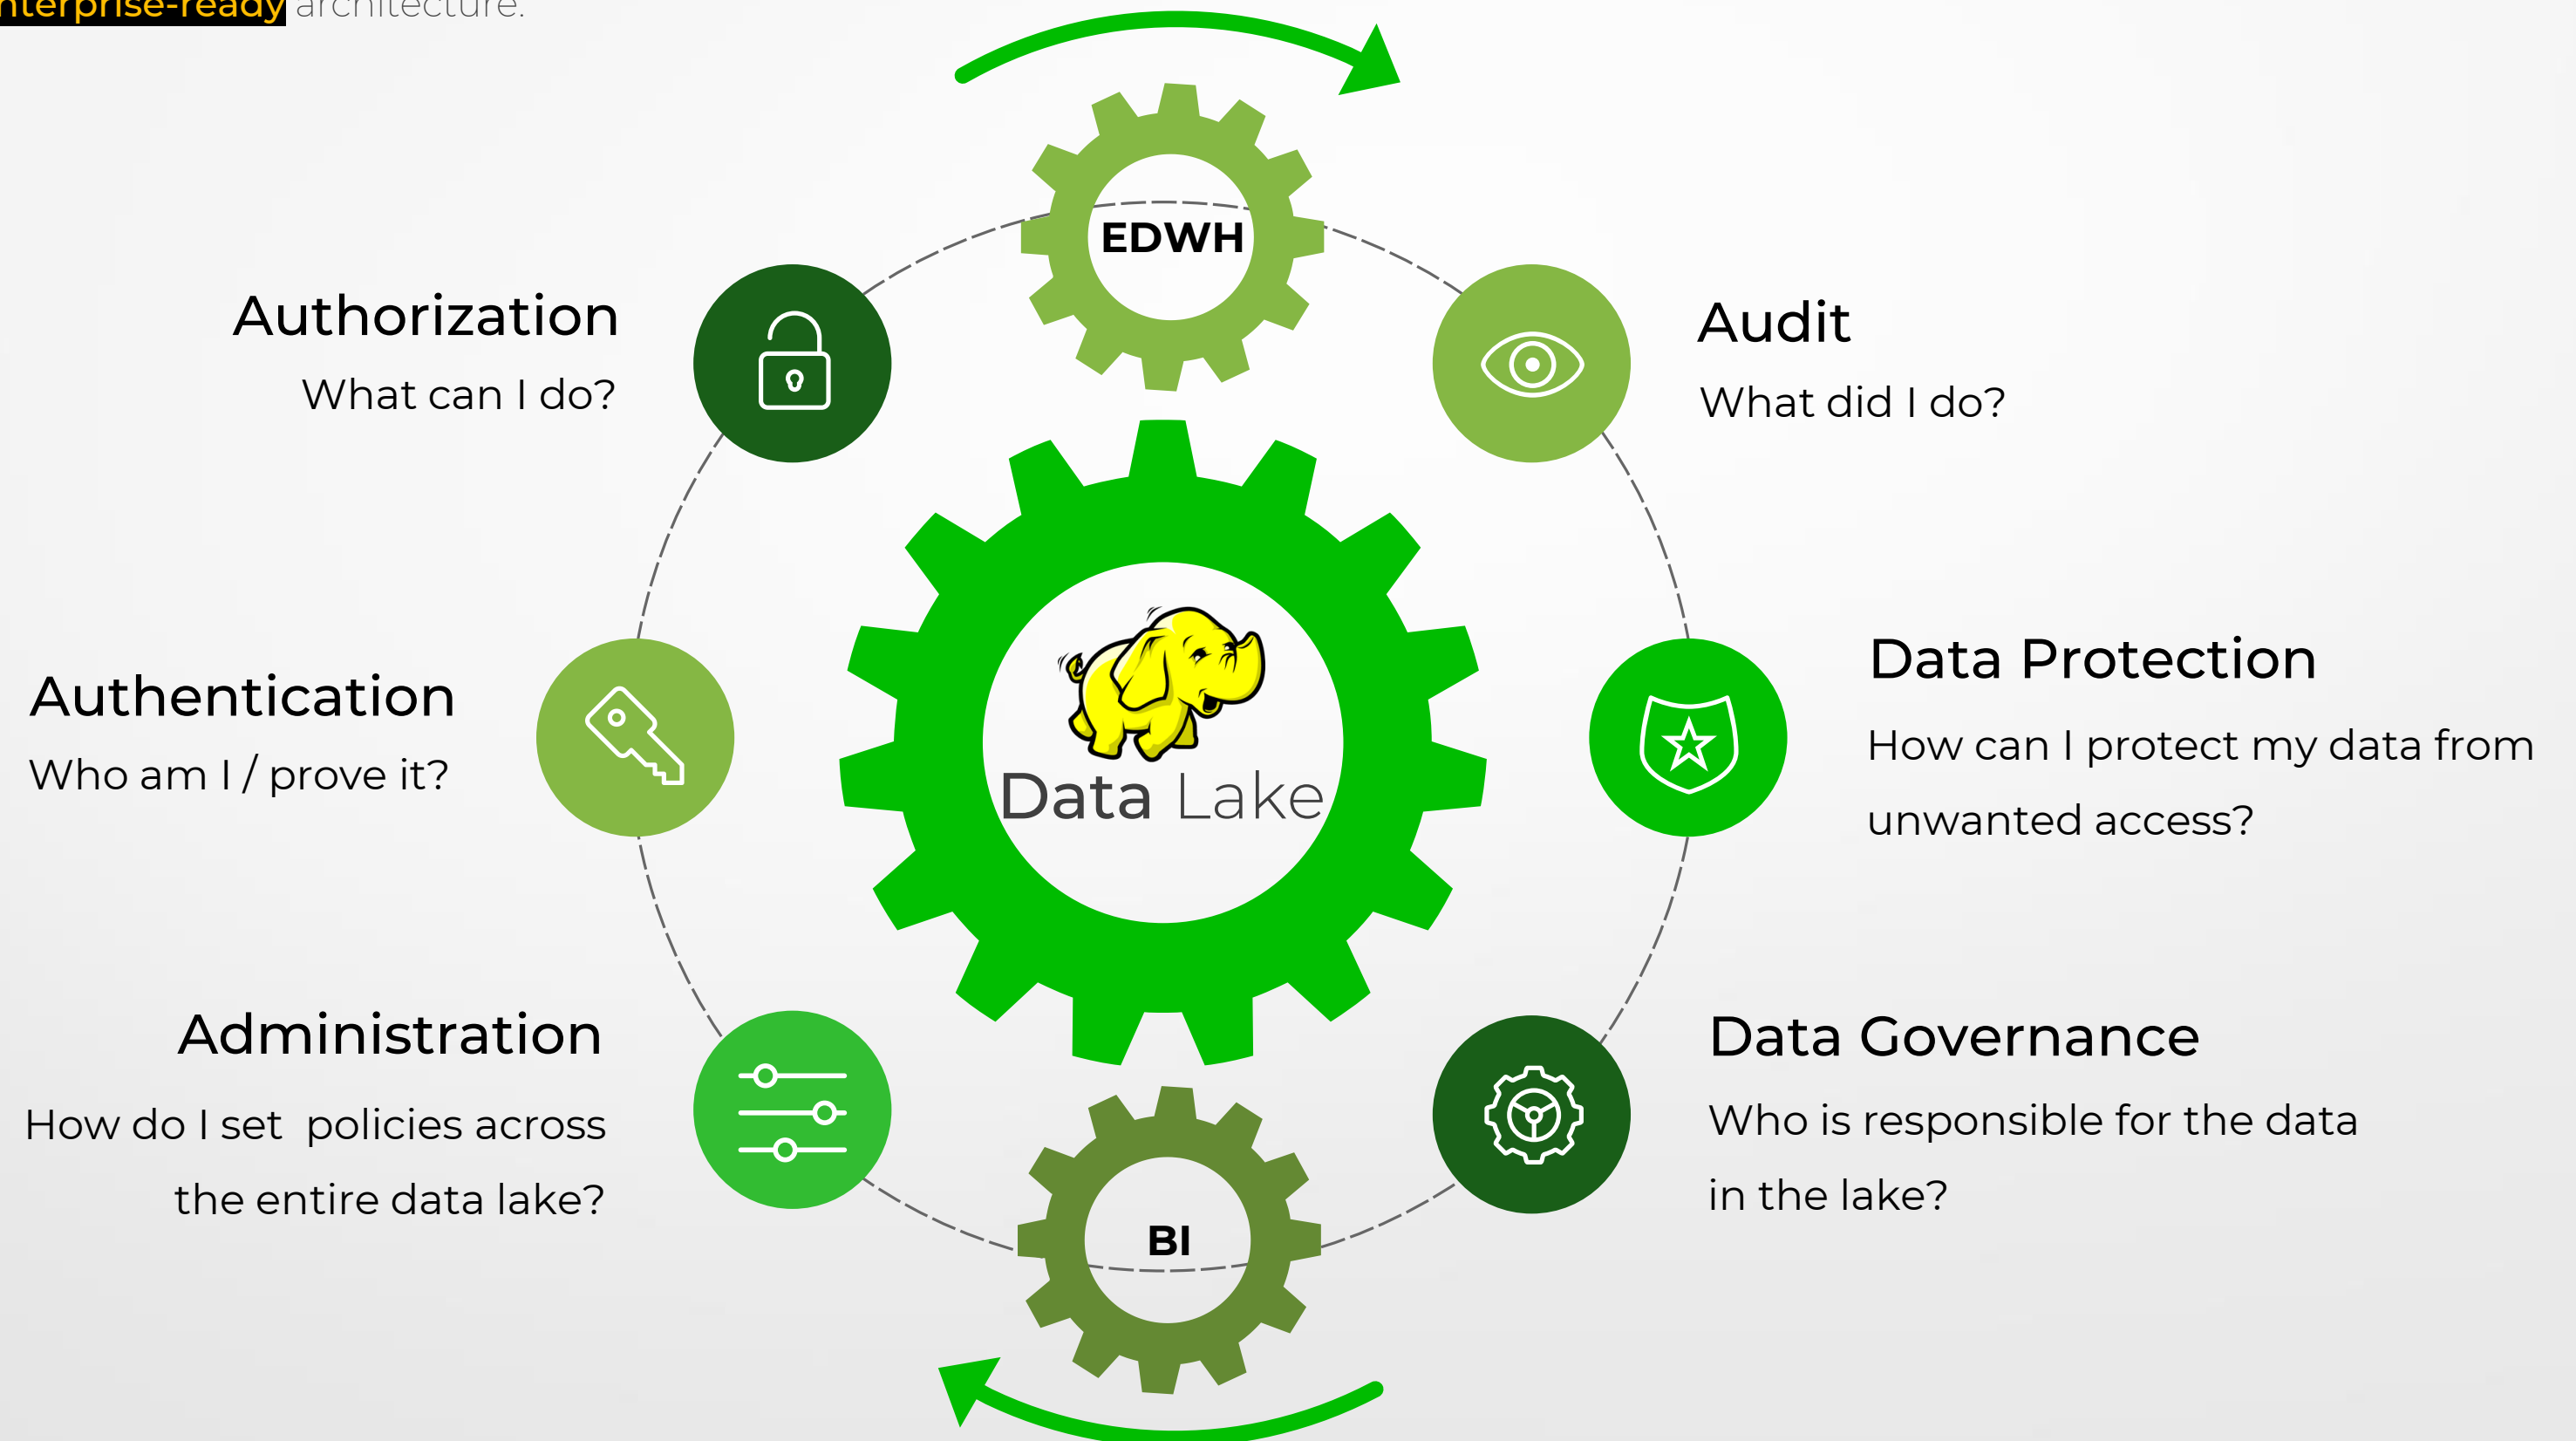 enterprise-ready architecture.
EDWH
Authorization
What can I do?
Audit
What did I do?
Authentication
Who am I / prove it?
Data Lake
Data Protection
How can I protect my data from
unwanted access?
Administration
How do I set  policies across
the entire data lake?
Data Governance
Who is responsible for the data
in the lake?
BI